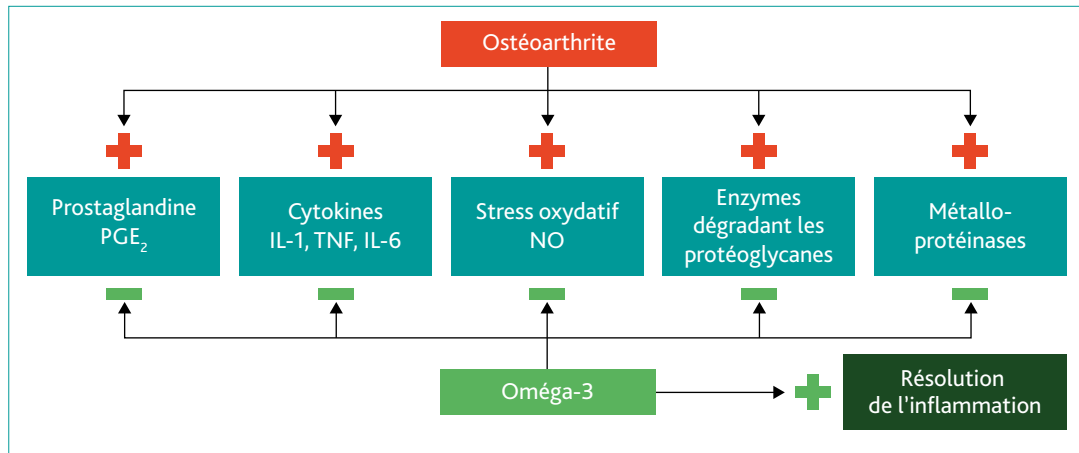 Ostéoarthrite
Prostaglandine
PGE₂
Cytokines
IL-1, TNF, IL-6
Stress oxydatif
NO
Enzymes
dégradant les
protéoglycanes
Métallo-
protéinases
Oméga-3
Résolution
de l'inflammation